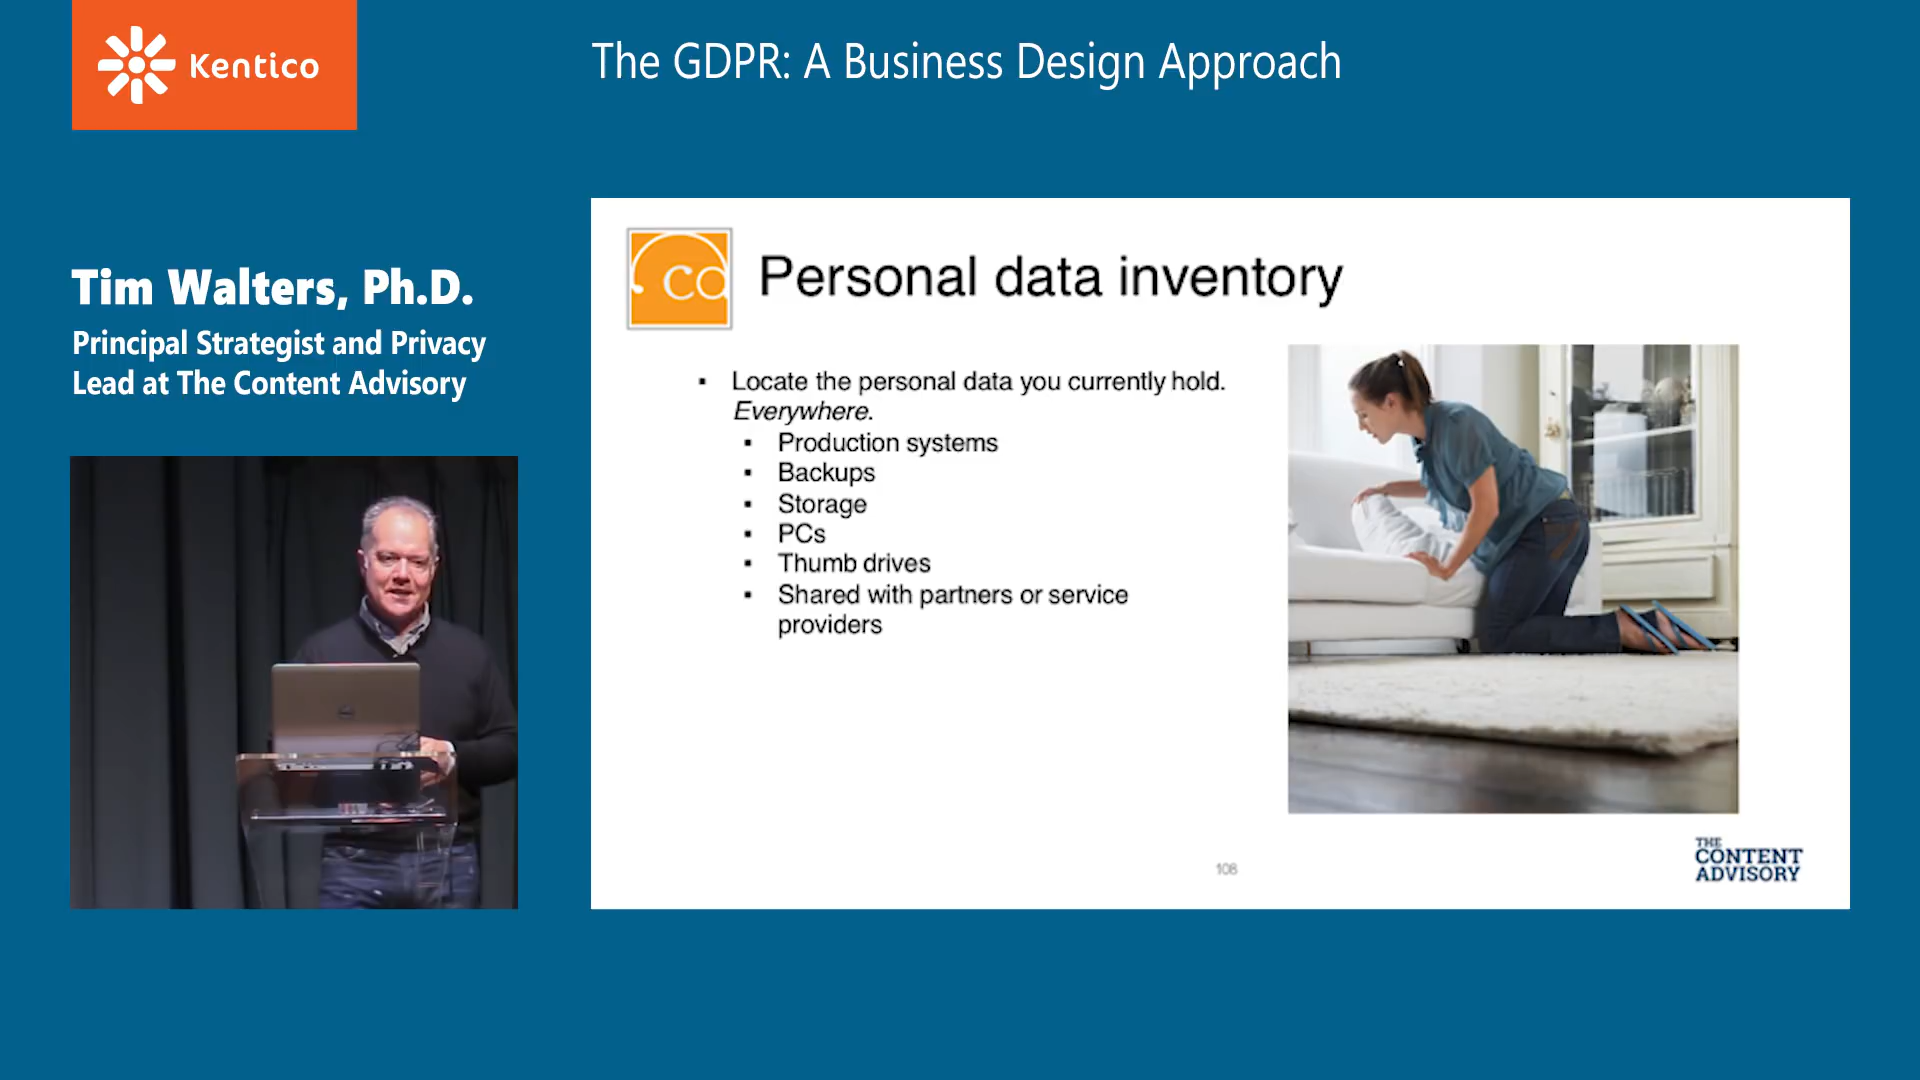 Kentico
The GDPR: A Business Design Approach
Tim Walters, Ph.D.
Principal Strategist and Privacy
Lead at The Content Advisory
ca
Personal data inventory
▪ Locate the personal data you currently hold.
Everywhere.
▪ Production systems
▪ Backups
▪ Storage
▪ PCs
▪ Thumb drives
▪ Shared with partners or service
providers
108
THE
CONTENT
ADVISORY